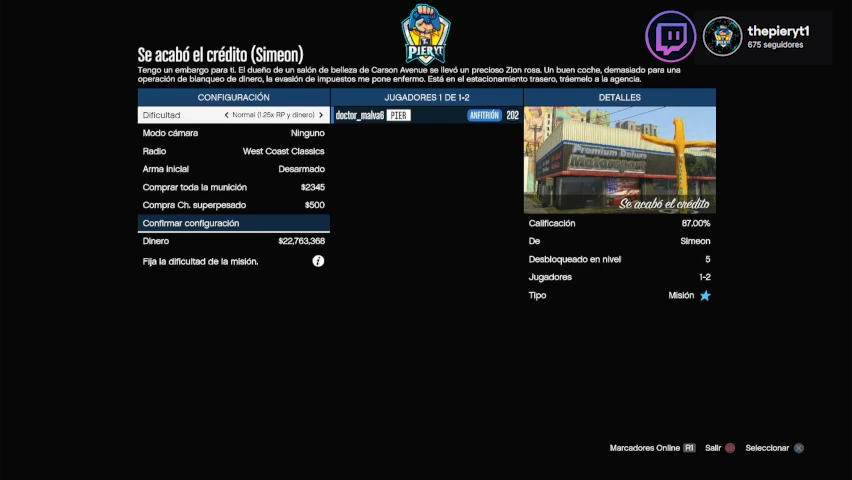 PIERYT
thepieryt1
675 seguidores
Se acabó el crédito (Simeon)
Tengo un embargo para ti. El dueño de un salón de belleza de Carson Avenue se llevó un precioso Zion rosa. Un buen coche, demasiado para una
operación de blanqueo de dinero, la evasión de impuestos me pone enfermo. Está en el estacionamiento trasero, tráemelo a la agencia.
CONFIGURACIÓN
Dificultad < Normal (1.25x RP y dinero) >
Modo cámara Ninguno
Radio West Coast Classics
Arma inicial Desarmado
Comprar toda la munición $2345
Compra Ch. superpesado $500
Confirmar configuración
Dinero $22,763,368
Fija la dificultad de la misión.
JUGADORES 1 DE 1-2
doctor_malva6 PIER ANFITRIÓN 202
DETALLES
Premium Deluxe
Motorsport
Se acabó el crédito
Calificación 87.00%
De Simeon
Desbloqueado en nivel 5
Jugadores 1-2
Tipo Misión
Marcadores Online R1 Salir Seleccionar